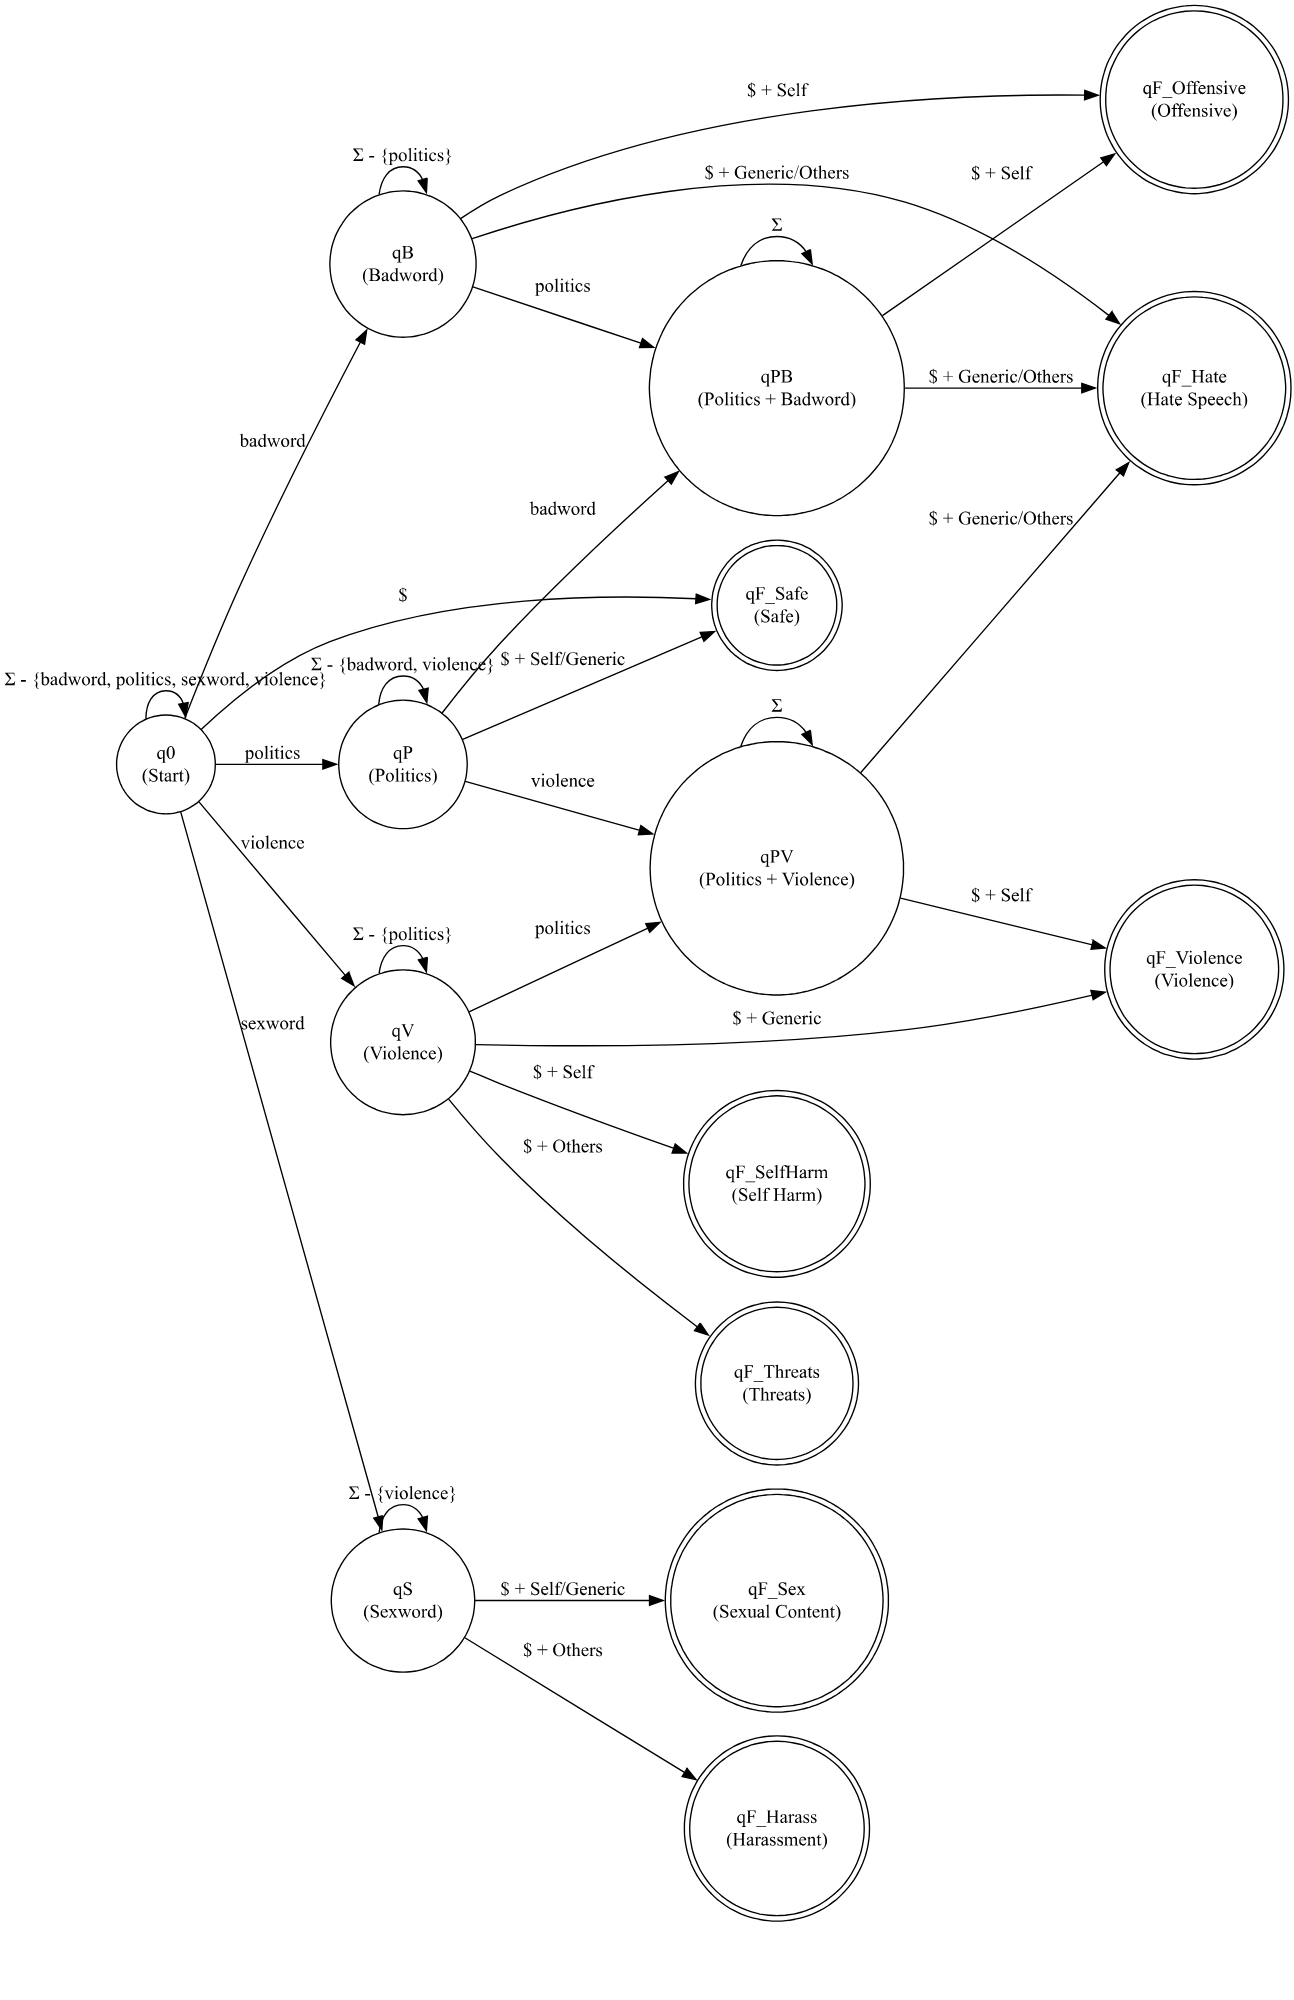 qF_Offensive
(Offensive)
$ + Self
Σ - {politics}
$ + Generic/Others
$ + Self
qB
(Badword)
Σ
politics
qPB
(Politics + Badword)
$ + Generic/Others
qF_Hate
(Hate Speech)
badword
badword
$ + Generic/Others
$
qF_Safe
(Safe)
Σ - {badword, violence}
$ + Self/Generic
Σ - {badword, politics, sexword, violence}
q0
(Start)
politics
qP
(Politics)
Σ
violence
violence
qPV
(Politics + Violence)
$ + Self
Σ - {politics}
politics
qF_Violence
(Violence)
sexword
qV
(Violence)
$ + Generic
$ + Self
$ + Others
qF_SelfHarm
(Self Harm)
qF_Threats
(Threats)
Σ - {violence}
qS
(Sexword)
$ + Self/Generic
qF_Sex
(Sexual Content)
$ + Others
qF_Harass
(Harassment)